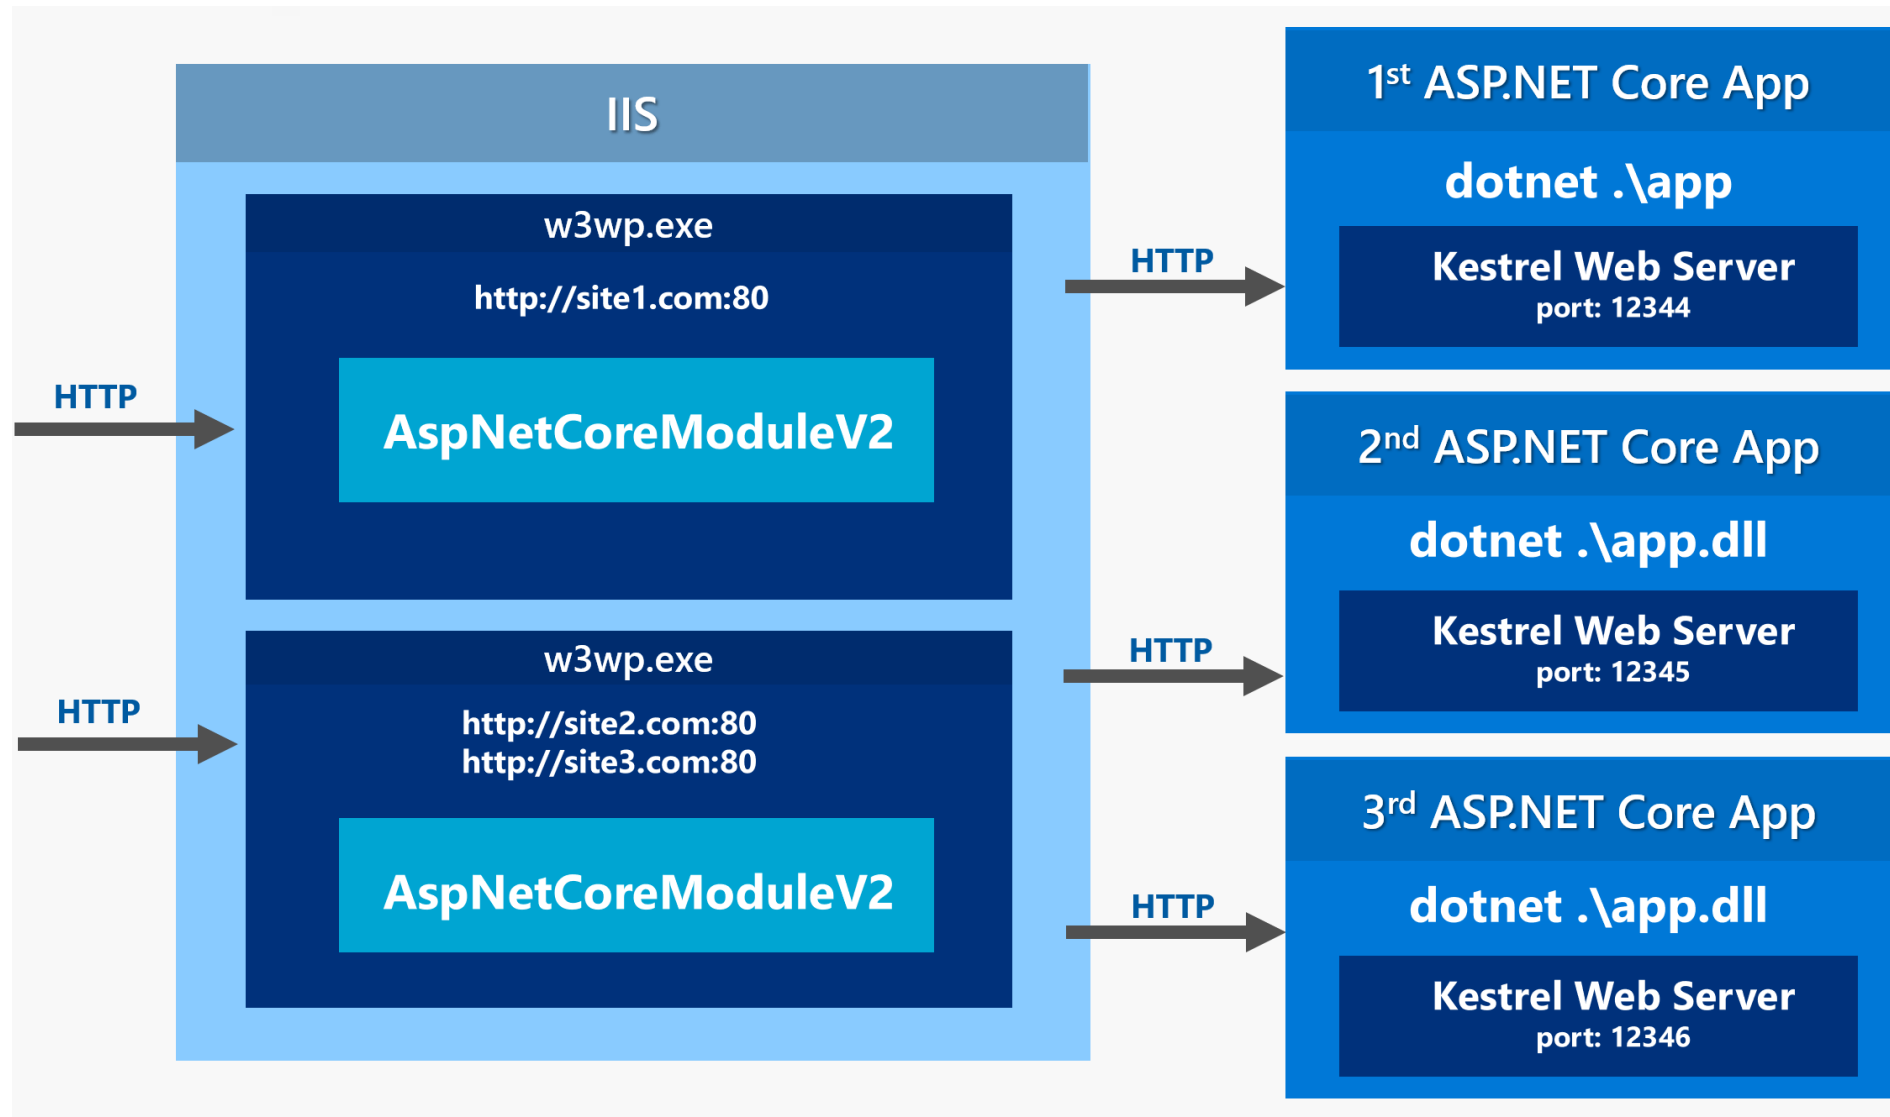 IIS
w3wp.exe
http://site1.com:80
AspNetCoreModuleV2
HTTP
w3wp.exe
http://site2.com:80
http://site3.com:80
AspNetCoreModuleV2
HTTP
HTTP
1st ASP.NET Core App
dotnet .\app
Kestrel Web Server
port: 12344
HTTP
2nd ASP.NET Core App
dotnet .\app.dll
Kestrel Web Server
port: 12345
HTTP
3rd ASP.NET Core App
dotnet .\app.dll
Kestrel Web Server
port: 12346